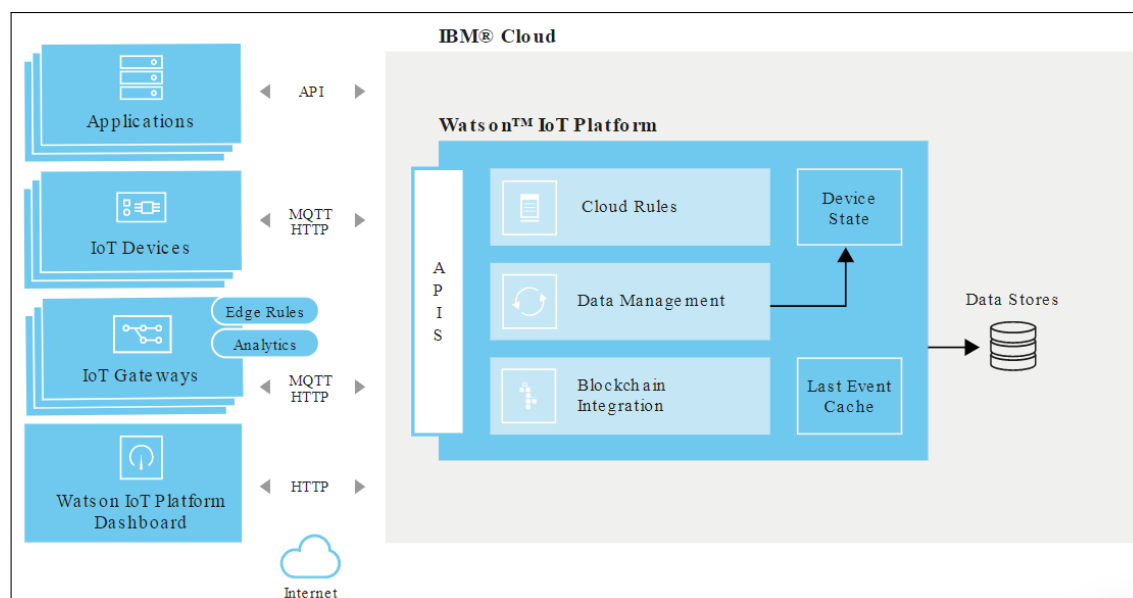 IBM® Cloud
Applications
API
Watson™ IoT Platform
IoT Devices
MQTT
HTTP
IoT Gateways
Edge Rules
Analytics
MQTT
HTTP
Watson IoT Platform
Dashboard
HTTP
Internet
A
P
I
S
Cloud Rules
Data Management
Blockchain
Integration
Device
State
Last Event
Cache
Data Stores